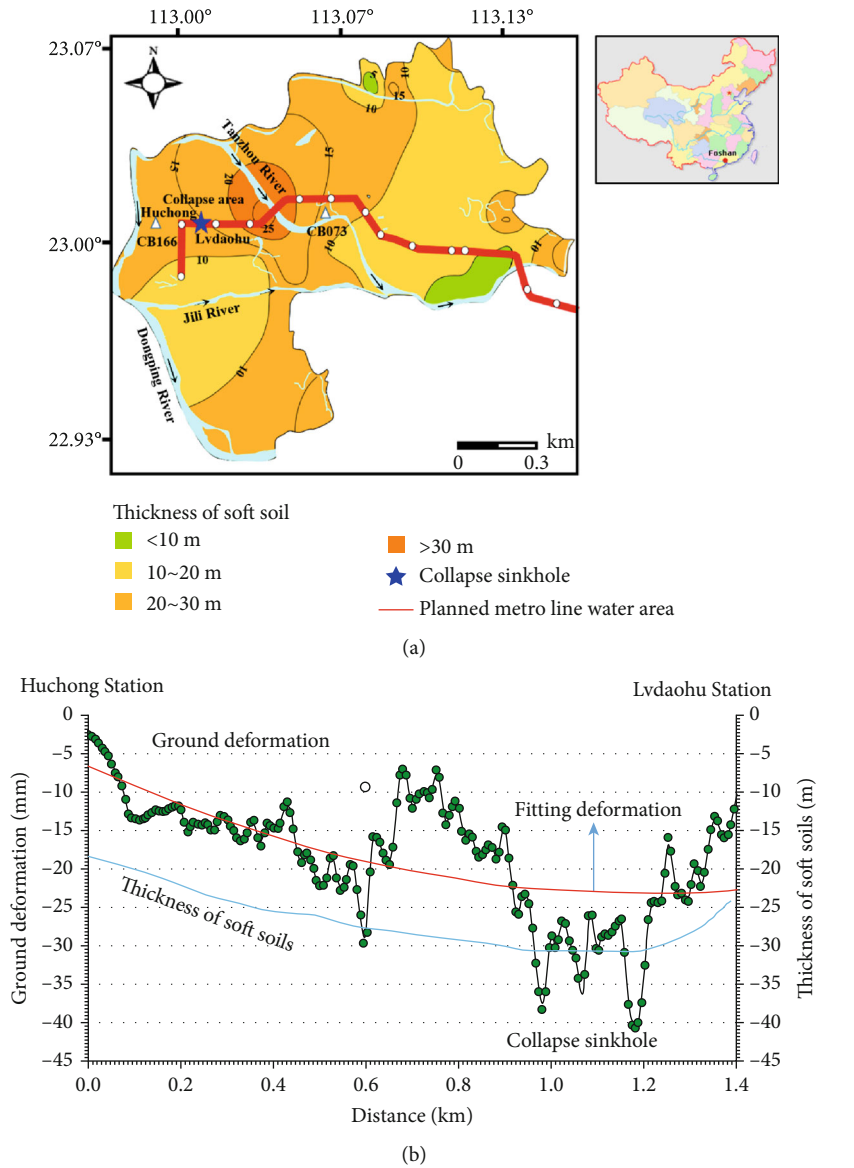 113.00° 113.07° 113.13°
23.07°
N
5
10
15
10
Tanzhou River
15
15
20
Collapse area
Huchong
25
CB073
CB166
Lvdaohu
23.00°
10
10
10
Jili River
Dongping River
10
22.93°
km
0 0.3
Foshan
Thickness of soft soil
<10 m
10~20 m
20~30 m
>30 m
Collapse sinkhole
Planned metro line water area
(a)
Huchong Station
Lvdaohu Station
Ground deformation (mm)
0
−5
−10
−15
−20
−25
−30
−35
−40
−45
Ground deformation
Fitting deformation
Thickness of soft soils
Collapse sinkhole
0
−5
−10
−15
−20
−25
−30
−35
−40
−45
Thickness of soft soils (m)
0.0 0.2 0.4 0.6 0.8 1.0 1.2 1.4
Distance (km)
(b)